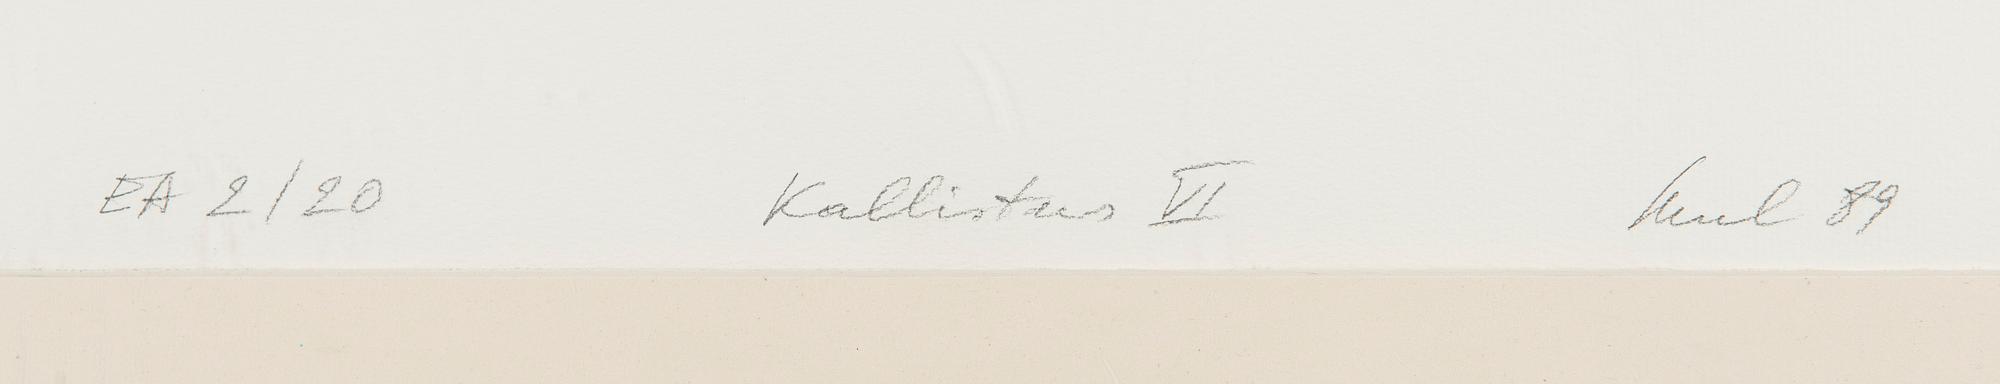 EA 2/20 Kallistus VI 89